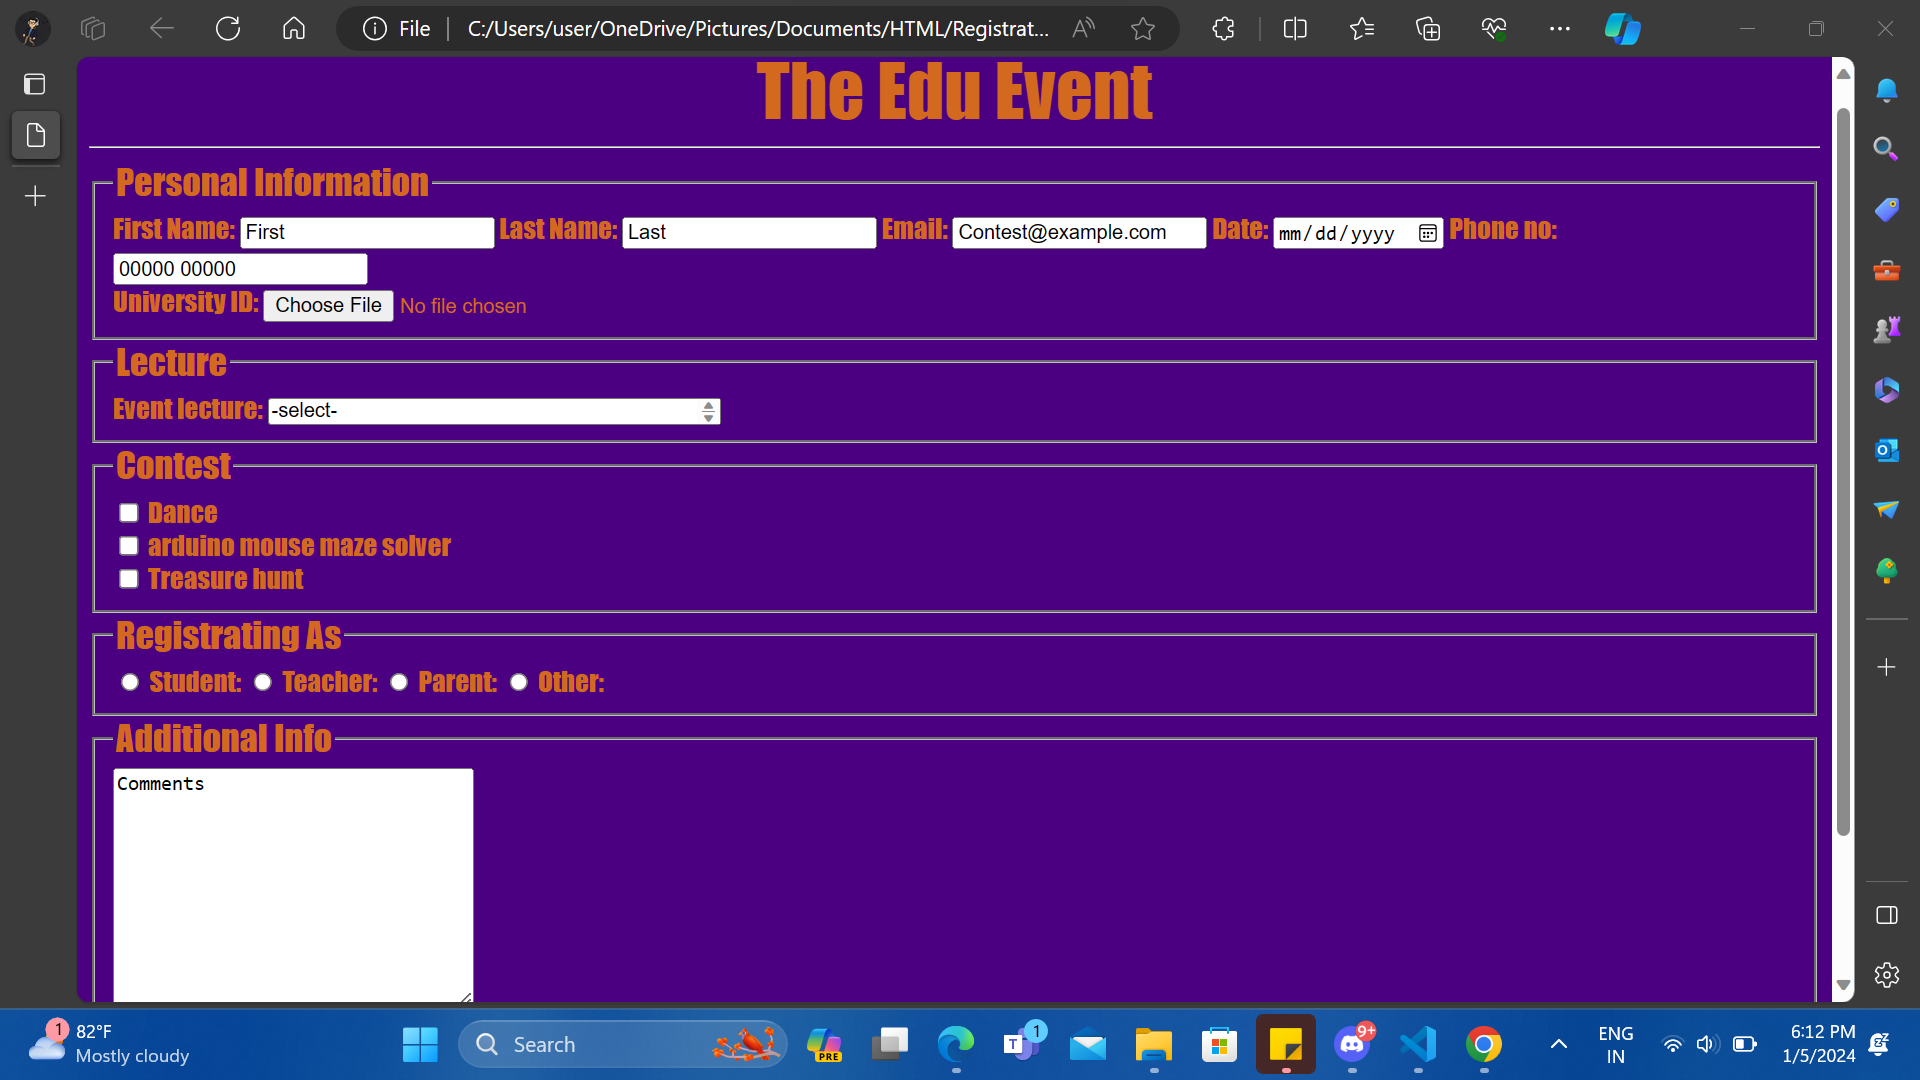 File C:/Users/user/OneDrive/Pictures/Documents/HTML/Registrat...
The Edu Event
Personal Information
First Name: First Last Name: Last Email: Contest@example.com Date: mm/dd/yyyy Phone no:
00000 00000
University ID: Choose File No file chosen
Lecture
Event lecture: -select-
Contest
Dance
arduino mouse maze solver
Treasure hunt
Registrating As
Student: Teacher: Parent: Other:
Additional Info
Comments
1 82°F
Mostly cloudy
Search
PRE
T 1
9+
ENG
IN
6:12 PM
1/5/2024